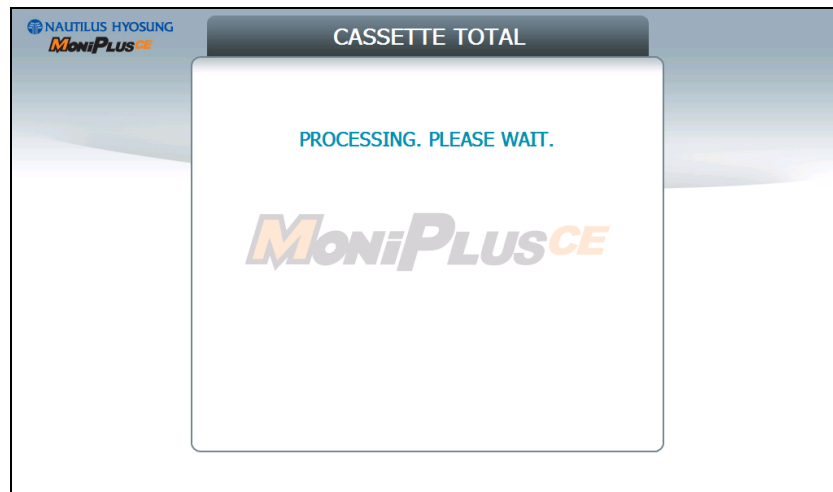 NAUTILUS HYOSUNG
MONiPLUSCE
CASSETTE TOTAL
PROCESSING. PLEASE WAIT.
MONiPLUSCE